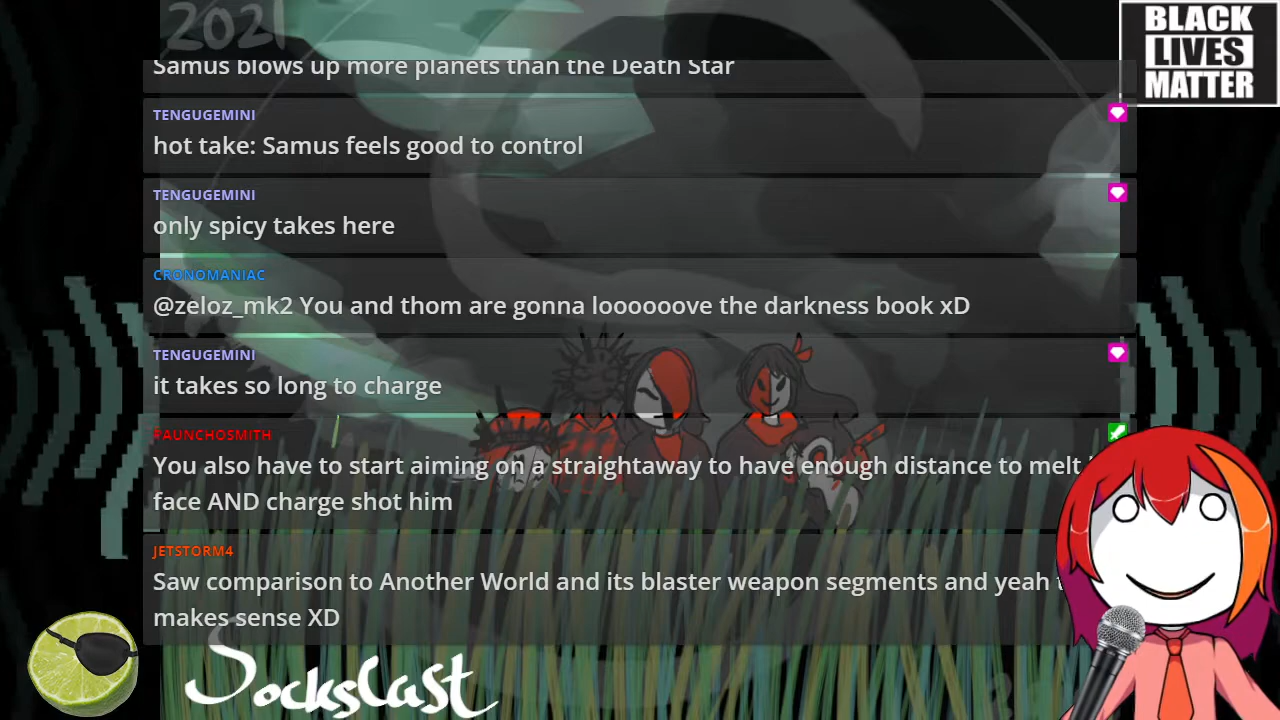 2021
BLACK
LIVES
MATTER
Samus blows up more planets than the Death Star
TENGUGEMINI
hot take: Samus feels good to control
TENGUGEMINI
only spicy takes here
CRONOMANIAC
@zeloz_mk2 You and thom are gonna loooooove the darkness book xD
TENGUGEMINI
it takes so long to charge
PAUNCHOSMITH
You also have to start aiming on a straightaway to have enough distance to melt
face AND charge shot him
JETSTORM4
Saw comparison to Another World and its blaster weapon segments and yeah
makes sense XD
SocksCast